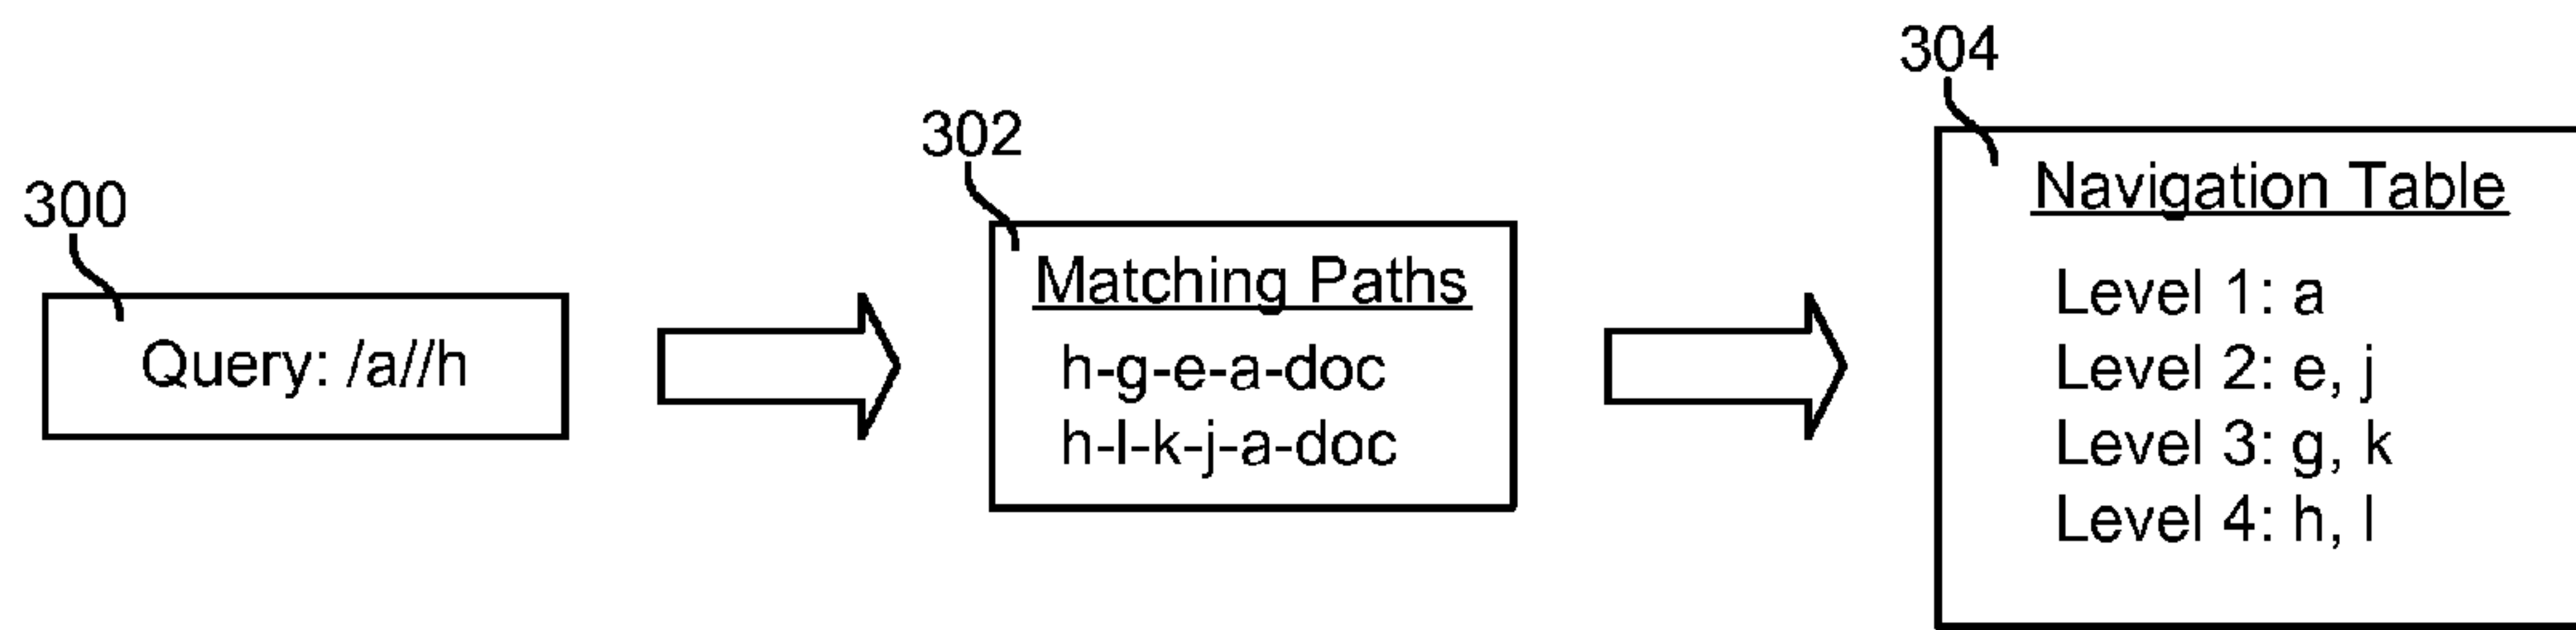 300
Query: /a//h
302
Matching Paths
h-g-e-a-doc
h-l-k-j-a-doc
304
Navigation Table
Level 1: a
Level 2: e, j
Level 3: g, k
Level 4: h, l